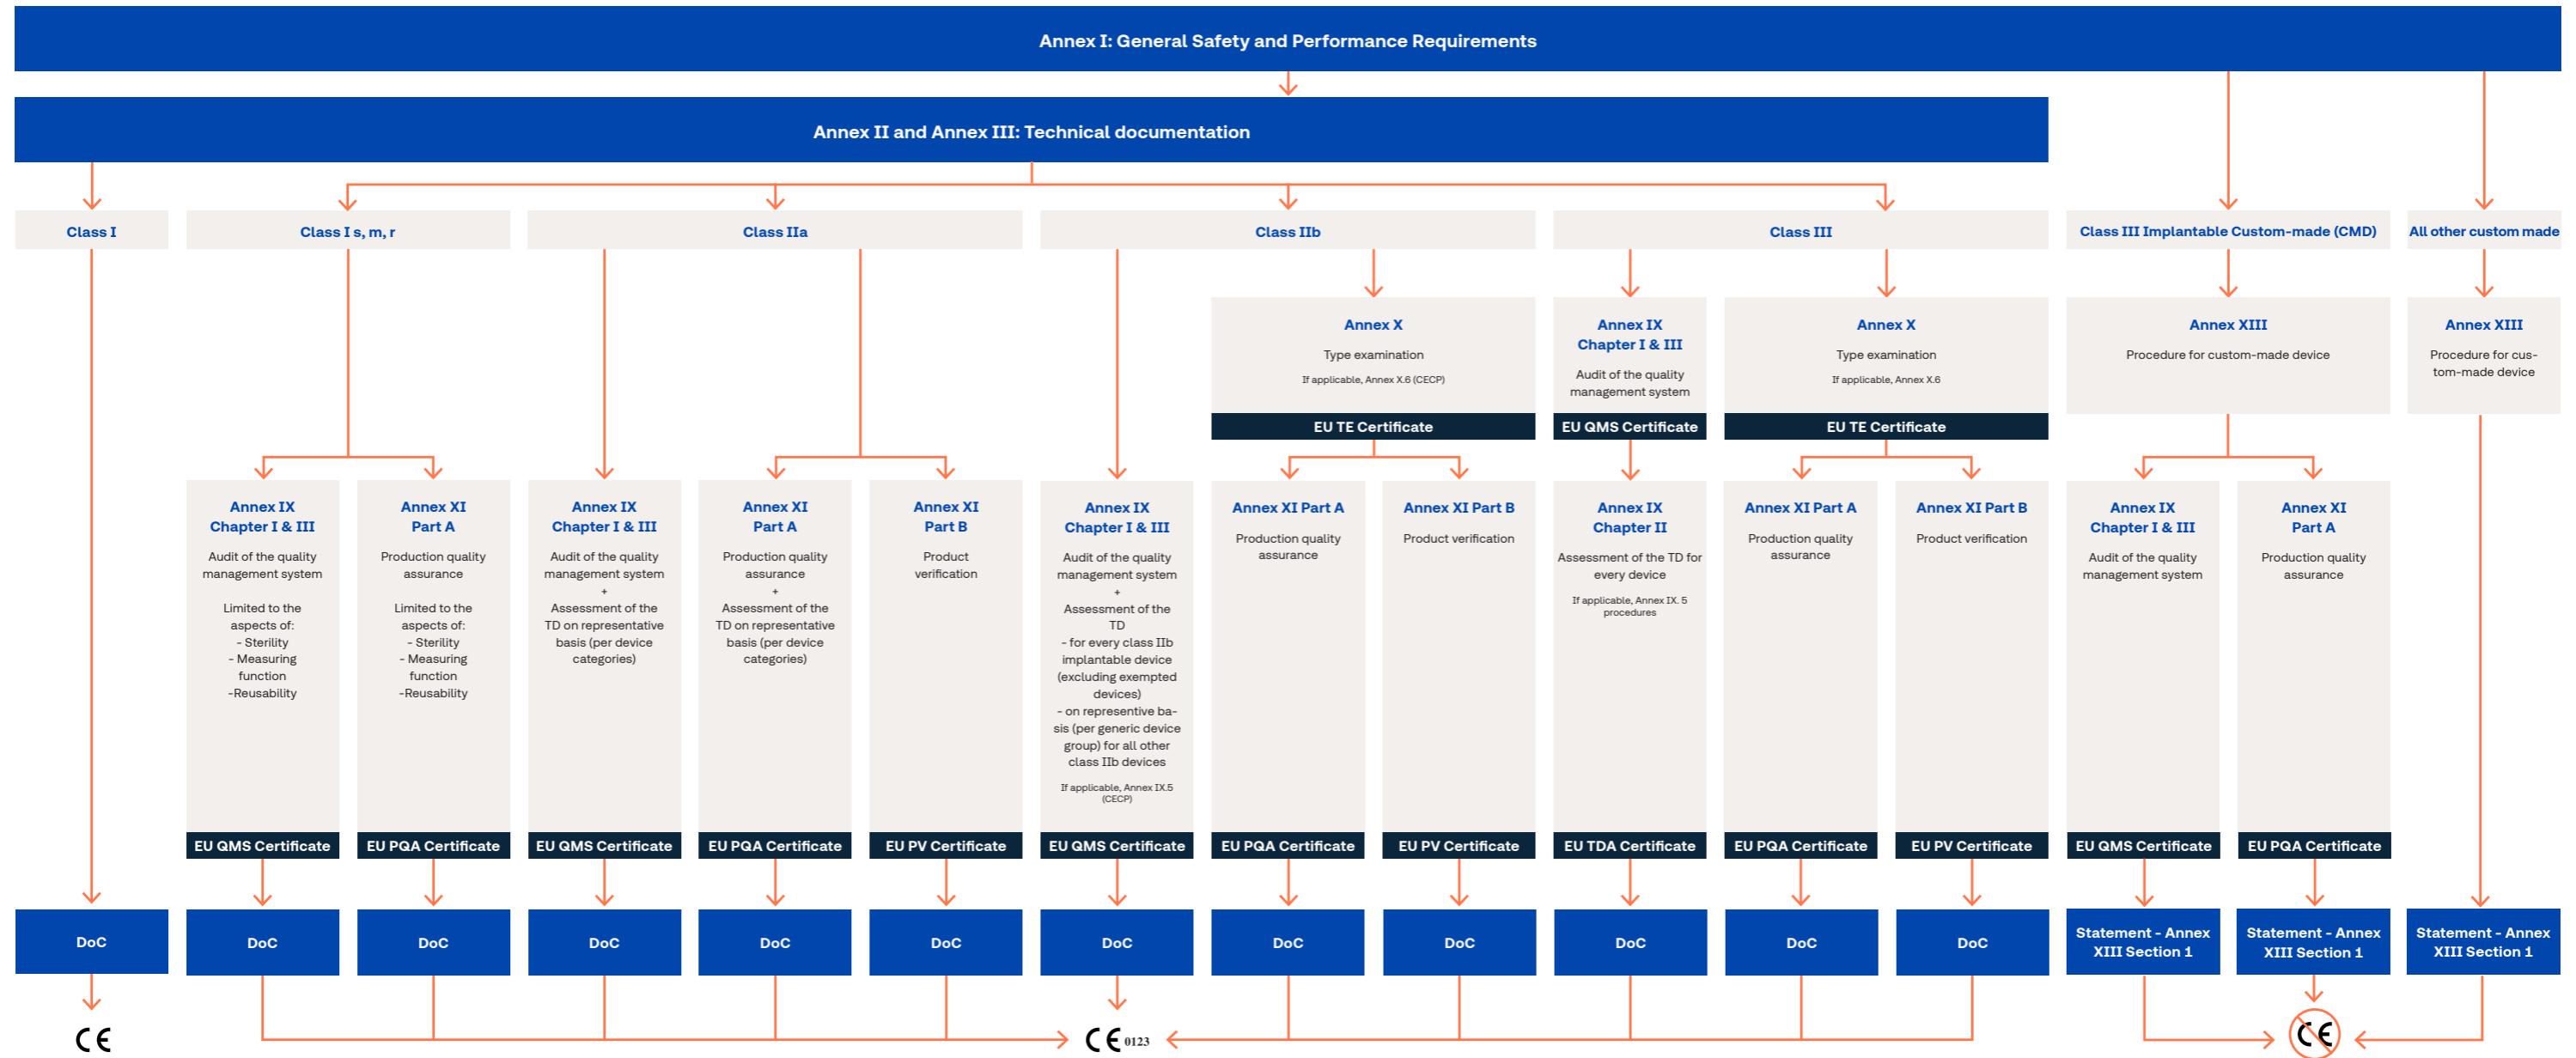 Annex I: General Safety and Performance Requirements
Annex II and Annex III: Technical documentation
Class I
Class I s, m, r
Class IIa
Class IIb
Class III
Class III Implantable Custom-made (CMD)
All other custom made
Annex X
Type examination
If applicable, Annex X.6 (CECP)
EU TE Certificate
Annex IX
Chapter I & III
Audit of the quality
management system
EU QMS Certificate
Annex X
Type examination
If applicable, Annex X.6
EU TE Certificate
Annex XIII
Procedure for custom-made device
Annex XIII
Procedure for cus-
tom-made device
Annex IX
Chapter I & III
Audit of the quality
management system
Limited to the
aspects of:
- Sterility
- Measuring
function
-Reusability
EU QMS Certificate
Annex XI
Part A
Production quality
assurance
Limited to the
aspects of:
- Sterility
- Measuring
function
-Reusability
EU PQA Certificate
Annex IX
Chapter I & III
Audit of the quality
management system
+
Assessment of the
TD on representative
basis (per device
categories)
EU QMS Certificate
Annex XI
Part A
Production quality
assurance
+
Assessment of the
TD on representative
basis (per device
categories)
EU PQA Certificate
Annex XI
Part B
Product
verification
EU PV Certificate
Annex IX
Chapter I & III
Audit of the quality
management system
+
Assessment of the
TD
- for every class IIb
implantable device
(excluding exempted
devices)
- on representive ba-
sis (per generic device
group) for all other
class IIb devices
If applicable, Annex IX.5
(CECP)
EU QMS Certificate
Annex XI Part A
Production quality
assurance
EU PQA Certificate
Annex XI Part B
Product verification
EU PV Certificate
Annex IX
Chapter II
Assessment of the TD for
every device
If applicable, Annex IX. 5
procedures
EU TDA Certificate
Annex XI Part A
Production quality
assurance
EU PQA Certificate
Annex XI Part B
Product verification
EU PV Certificate
Annex IX
Chapter I & III
Audit of the quality
management system
EU QMS Certificate
Annex XI
Part A
Production quality
assurance
EU PQA Certificate
DoC
DoC
DoC
DoC
DoC
DoC
DoC
DoC
DoC
DoC
DoC
DoC
Statement - Annex
XIII Section 1
Statement - Annex
XIII Section 1
Statement - Annex
XIII Section 1
CE
CE 0123
CE